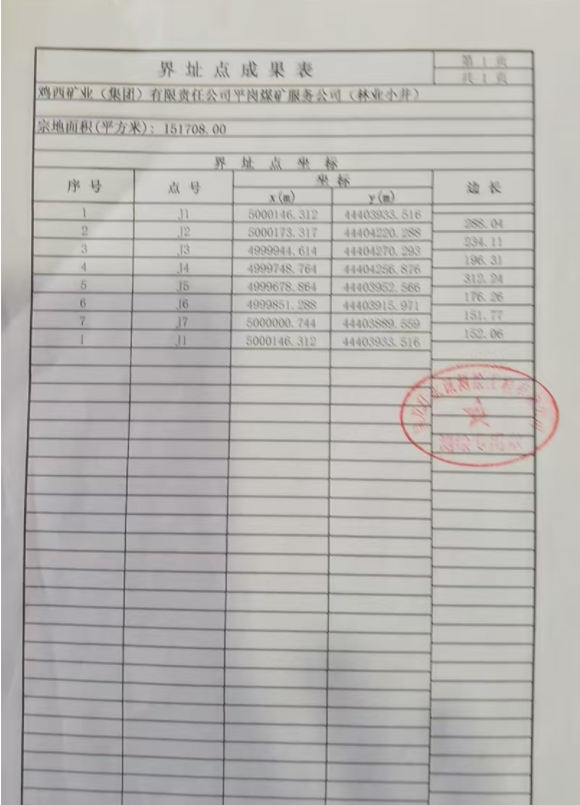 第 1 页
界址点成果表
共 1 页
鸡西矿业（集团）有限责任公司平岗煤矿服务公司（林业小井）
宗地面积(平方米): 151708.00
界 址 点 坐 标
序 号 点 号 坐 标 边 长
x(m) y(m)
1 J1 5000146.312 44403933.516
288.04
2 J2 5000173.317 44404220.288
234.11
3 J3 4999944.614 44404270.293
196.31
4 J4 4999748.764 44404256.876
312.24
5 J5 4999678.864 44403952.566
176.26
6 J6 4999851.288 44403915.971
151.77
7 J7 5000000.744 44403889.559
152.06
1 J1 5000146.312 44403933.516
测绘专用章